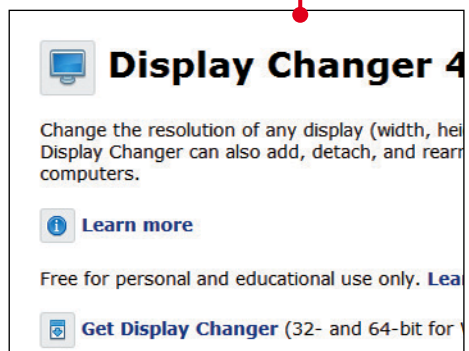 Display Changer 4
Change the resolution of any display (width,
Display Changer can also add, detach, and
computers.
Learn more
Free for personal and educational use only.
Get Display Changer (32- and 64-bit for